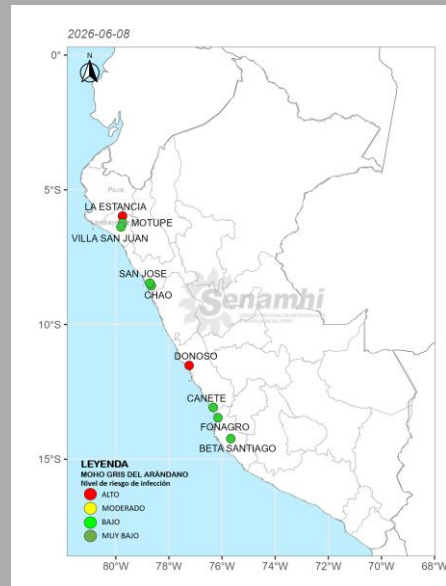 2026-06-08
N
0°
Piura
5°S
LA ESTANCIA
MOTUPE
VILLA SAN JUAN
SAN JOSE
CHAO
Senamhi
10°S
DONOSO
CANETE
FONAGRO
BETA SANTIAGO
15°S
LEYENDA
MOHO GRIS DEL ARÁNDANO
Nivel de riesgo de infección
ALTO
MODERADO
BAJO
MUY BAJO
80°W 78°W 76°W 74°W 72°W 70°W 68°W